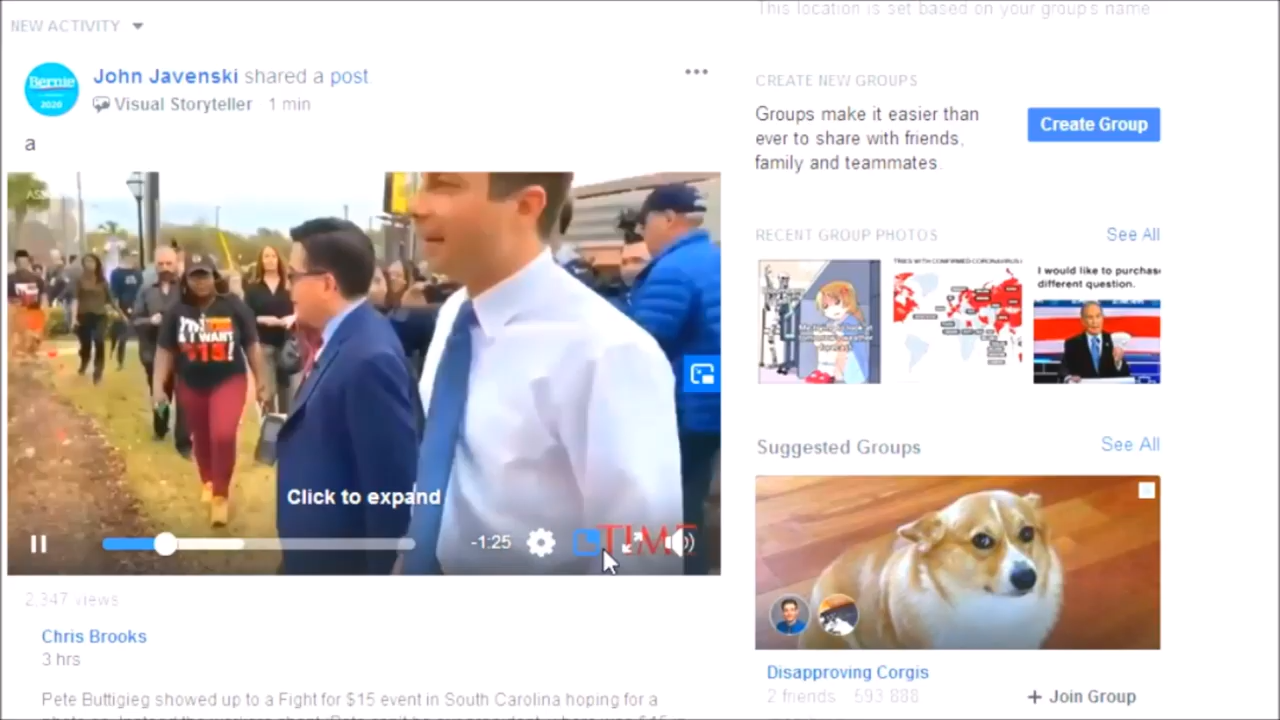 NEW ACTIVITY
This location is set based on your group's name
Bernie
2020
John Javenski shared a post
Visual Storyteller 1 min
a
CREATE NEW GROUPS
Groups make it easier than
ever to share with friends,
family and teammates.
Create Group
RECENT GROUP PHOTOS
See All
I would like to purchase
different question.
Click to expand
-1:25
TIME
Suggested Groups
See All
2,347 views
Chris Brooks
3 hrs
Pete Buttigieg showed up to a Fight for $15 event in South Carolina hoping for a
Disapproving Corgis
2 friends 593 888
+ Join Group